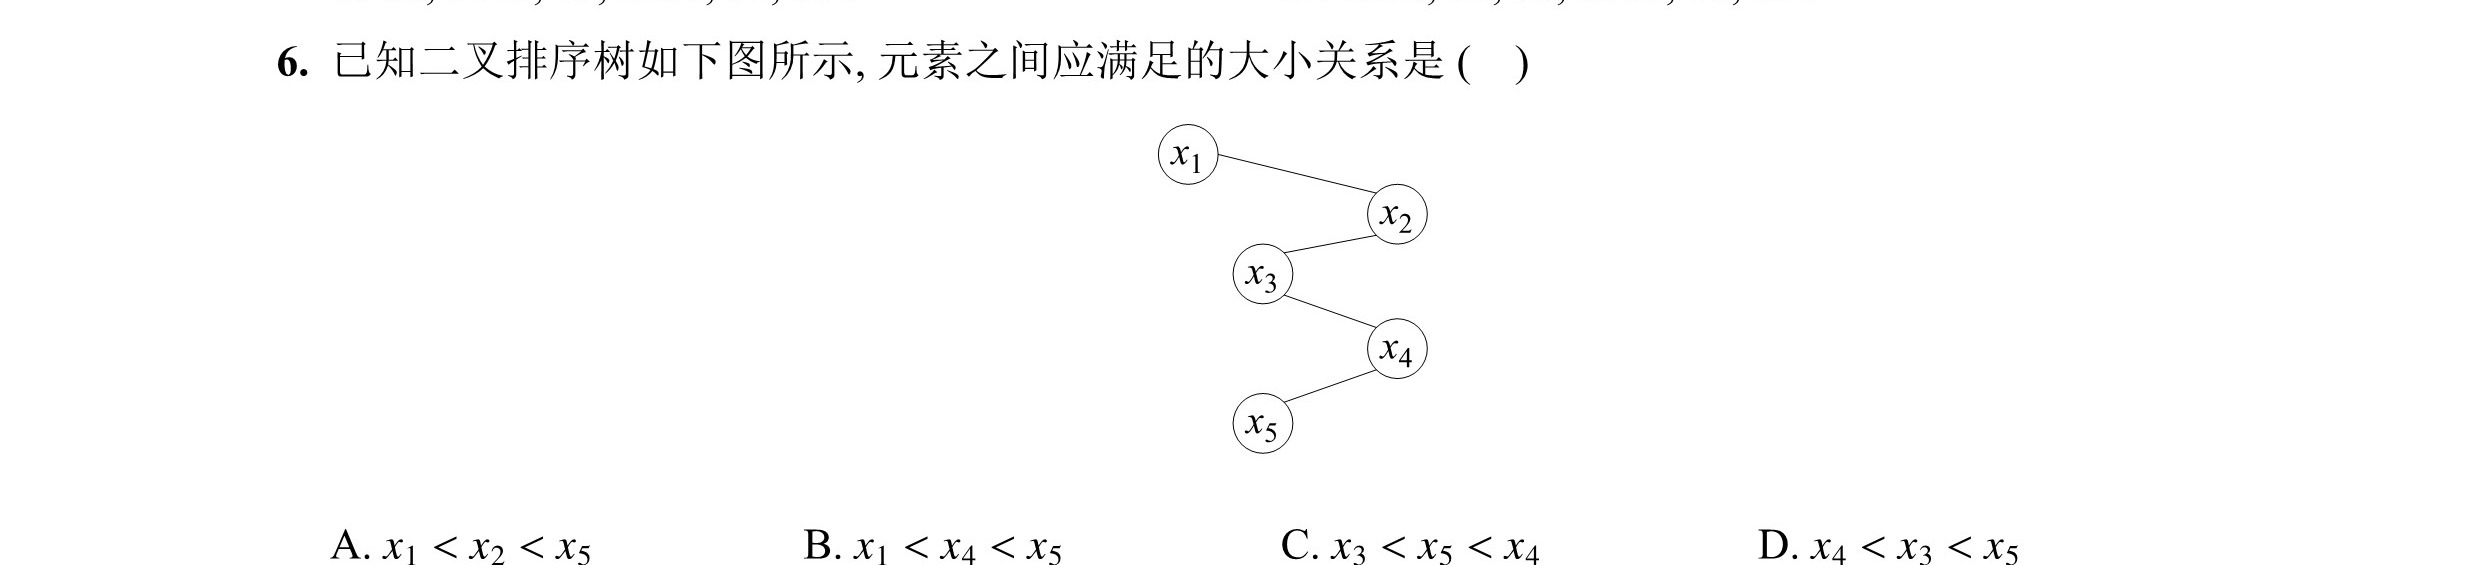 6. 已知二叉排序树如下图所示, 元素之间应满足的大小关系是 ( )
x1
x2
x3
x4
x5
A. x1 < x2 < x5 B. x1 < x4 < x5 C. x3 < x5 < x4 D. x4 < x3 < x5